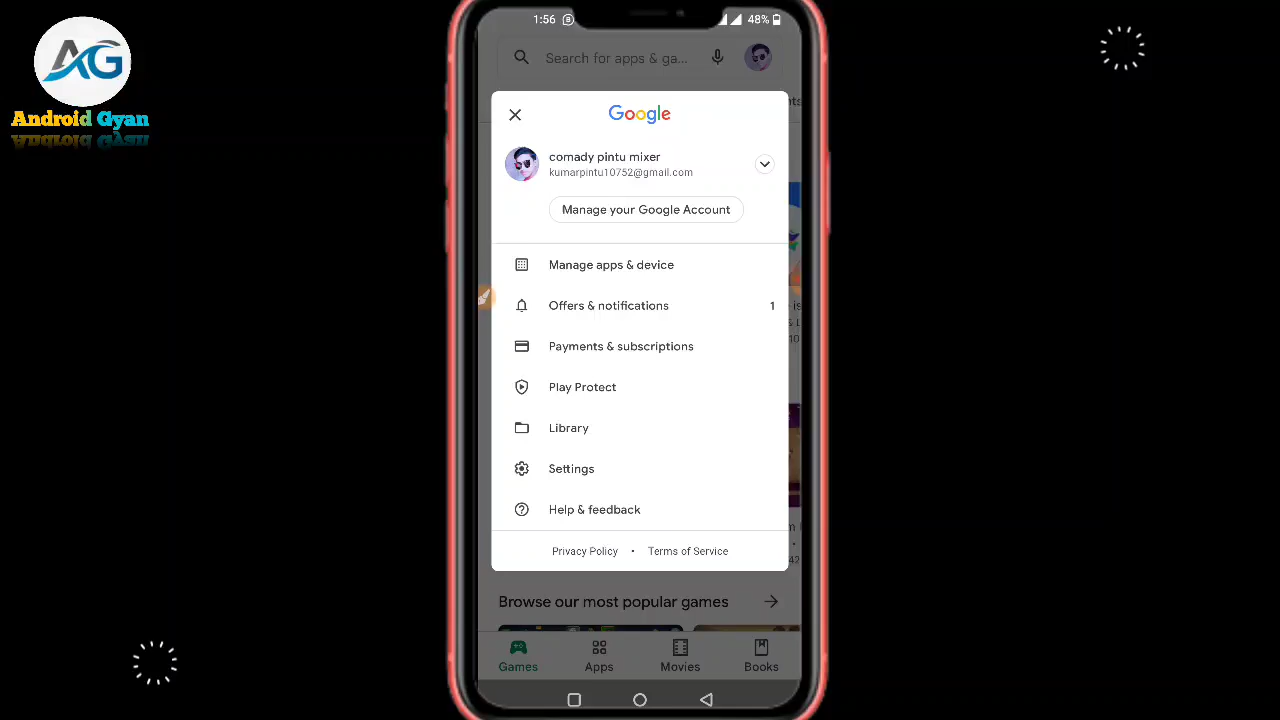 AG
Android Gyan
1:56
48%
Search for apps & ga...
Google
comady pintu mixer
kumarpintu10752@gmail.com
Manage your Google Account
Manage apps & device
Offers & notifications 1
Payments & subscriptions
Play Protect
Library
Settings
Help & feedback
Privacy Policy • Terms of Service
Browse our most popular games
Games Apps Movies Books